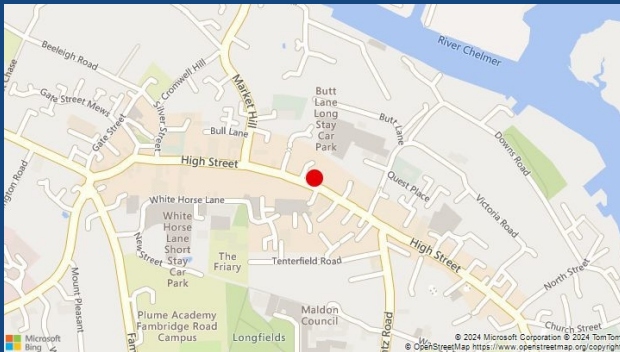 River Chelmer
Beeleigh Road
Cromwell Hill
Market Hill
Butt
Lane
Long
Stay
Car
Park
Butt Lane
Chase
Gate Street Mews
Silver Street
Gate Street
Bull Lane
Downs Road
High Street
Quest Place
White Horse Lane
Victoria Road
White
Horse
Lane
Short
Stay
Car
Park
New Street
The
Friary
Tenterfield Road
High Street
North Street
Mount Pleasant
Plume Academy
Fambridge Road
Campus
Longfields
Maldon
Council
Church Street
Microsoft
Bing
© 2024 Microsoft Corporation © 2024 TomTom
© OpenStreetMap https://www.openstreetmap.org/copyright